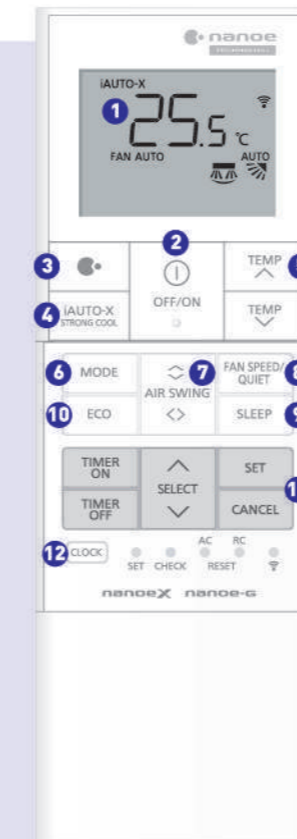 nanoe
iAUTO-X
1 25.5 °C
FAN AUTO AUTO
2
3 TEMP
OFF/ON
4 iAUTO-X TEMP
STRONG COOL
6 MODE 7 FAN SPEED/ 8
QUIET
AIR SWING
10 ECO SLEEP 9
TIMER
ON SET
SELECT
TIMER
OFF CANCEL
12 CLOCK AC RC
SET CHECK RESET
nanoeX nanoe-G